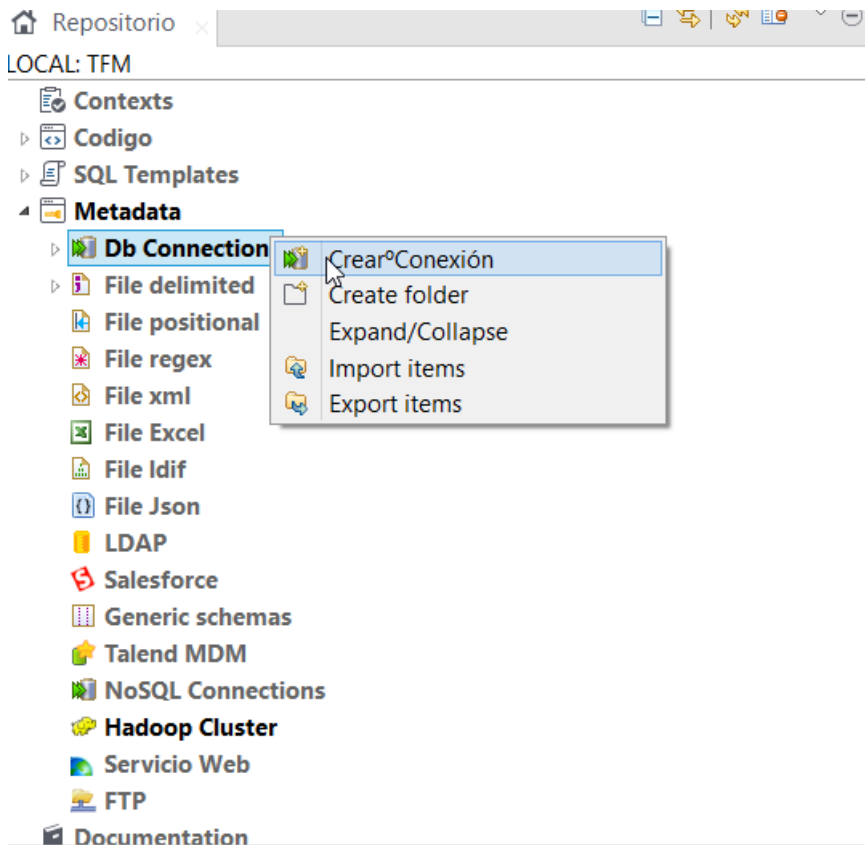 Repositorio
LOCAL: TFM
Contexts
Codigo
SQL Templates
Metadata
Db Connection
CrearºConexión
File delimited
Create folder
File positional
Expand/Collapse
File regex
Import items
File xml
Export items
File Excel
File ldif
File Json
LDAP
Salesforce
Generic schemas
Talend MDM
NoSQL Connections
Hadoop Cluster
Servicio Web
FTP
Documentation